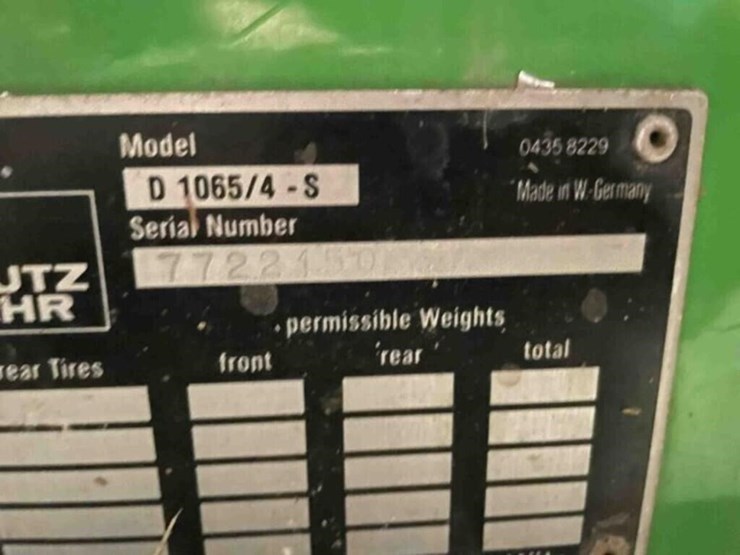 Model
0435 8229
D 1065/4 - S
Made in W.-Germany
Serial Number
UTZ
HR
permissible Weights
rear Tires
front
rear
total